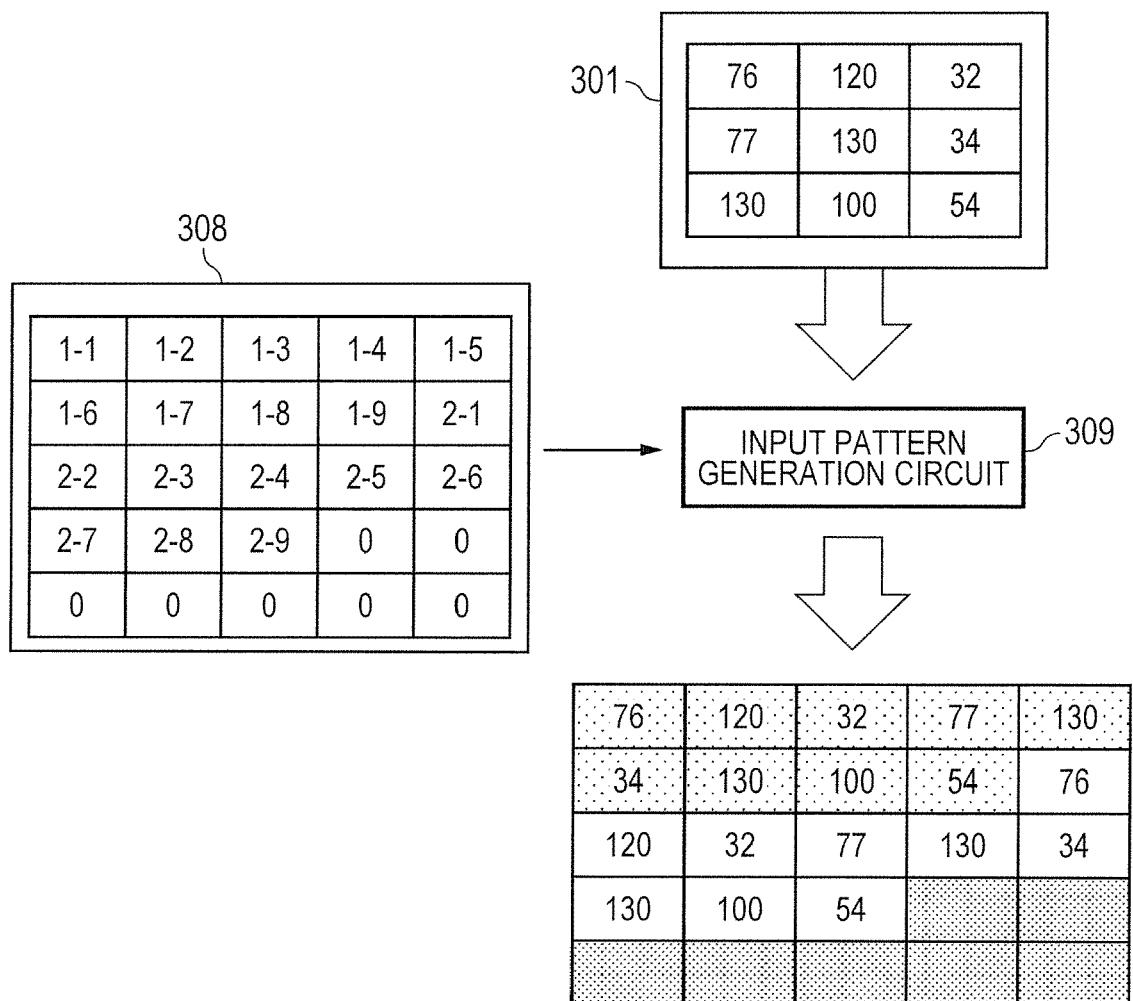 301
76 120 32
77 130 34
130 100 54
308
1-1 1-2 1-3 1-4 1-5
1-6 1-7 1-8 1-9 2-1
2-2 2-3 2-4 2-5 2-6
2-7 2-8 2-9 0 0
0 0 0 0 0
INPUT PATTERN
GENERATION CIRCUIT
309
76 120 32 77 130
34 130 100 54 76
120 32 77 130 34
130 100 54